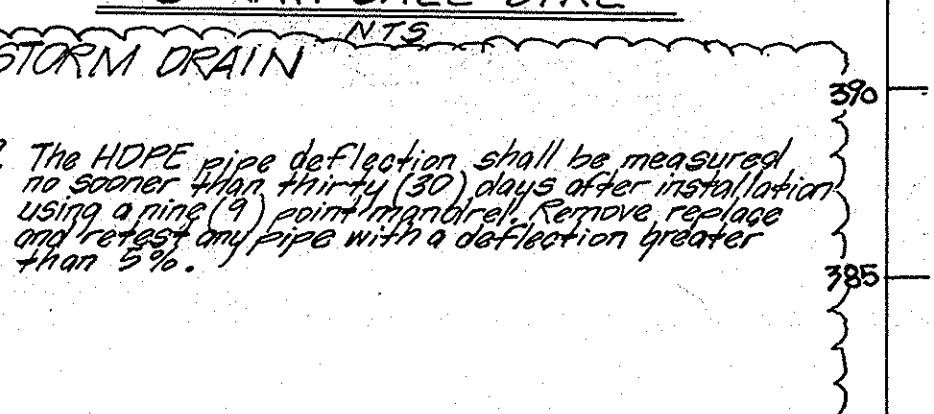 NTS
STORM DRAIN
390
The HDPE pipe deflection shall be measured
no sooner than thirty (30) days after installation
using a nine (9) point mandrel. Remove replace
and retest any pipe with a deflection greater
than 5%.
385